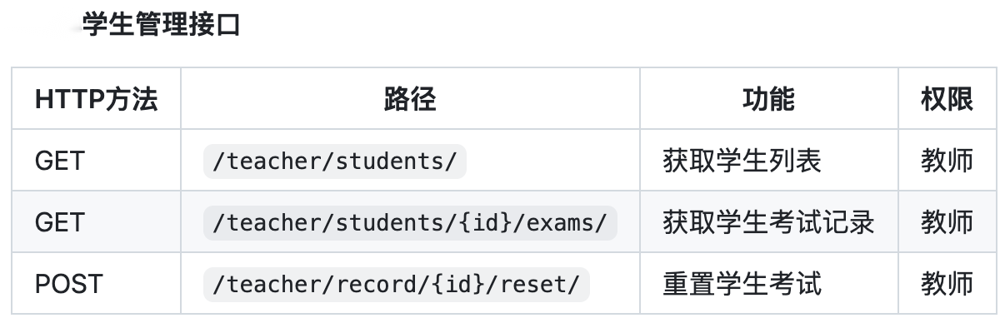 学生管理接口
HTTP方法 路径 功能 权限
GET /teacher/students/ 获取学生列表 教师
GET /teacher/students/{id}/exams/ 获取学生考试记录 教师
POST /teacher/record/{id}/reset/ 重置学生考试 教师